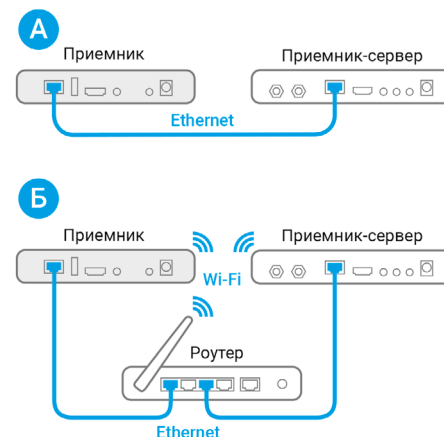 А
Приемник
Приемник-сервер
Ethernet
Б
Приемник
Приемник-сервер
Wi-Fi
Роутер
Ethernet